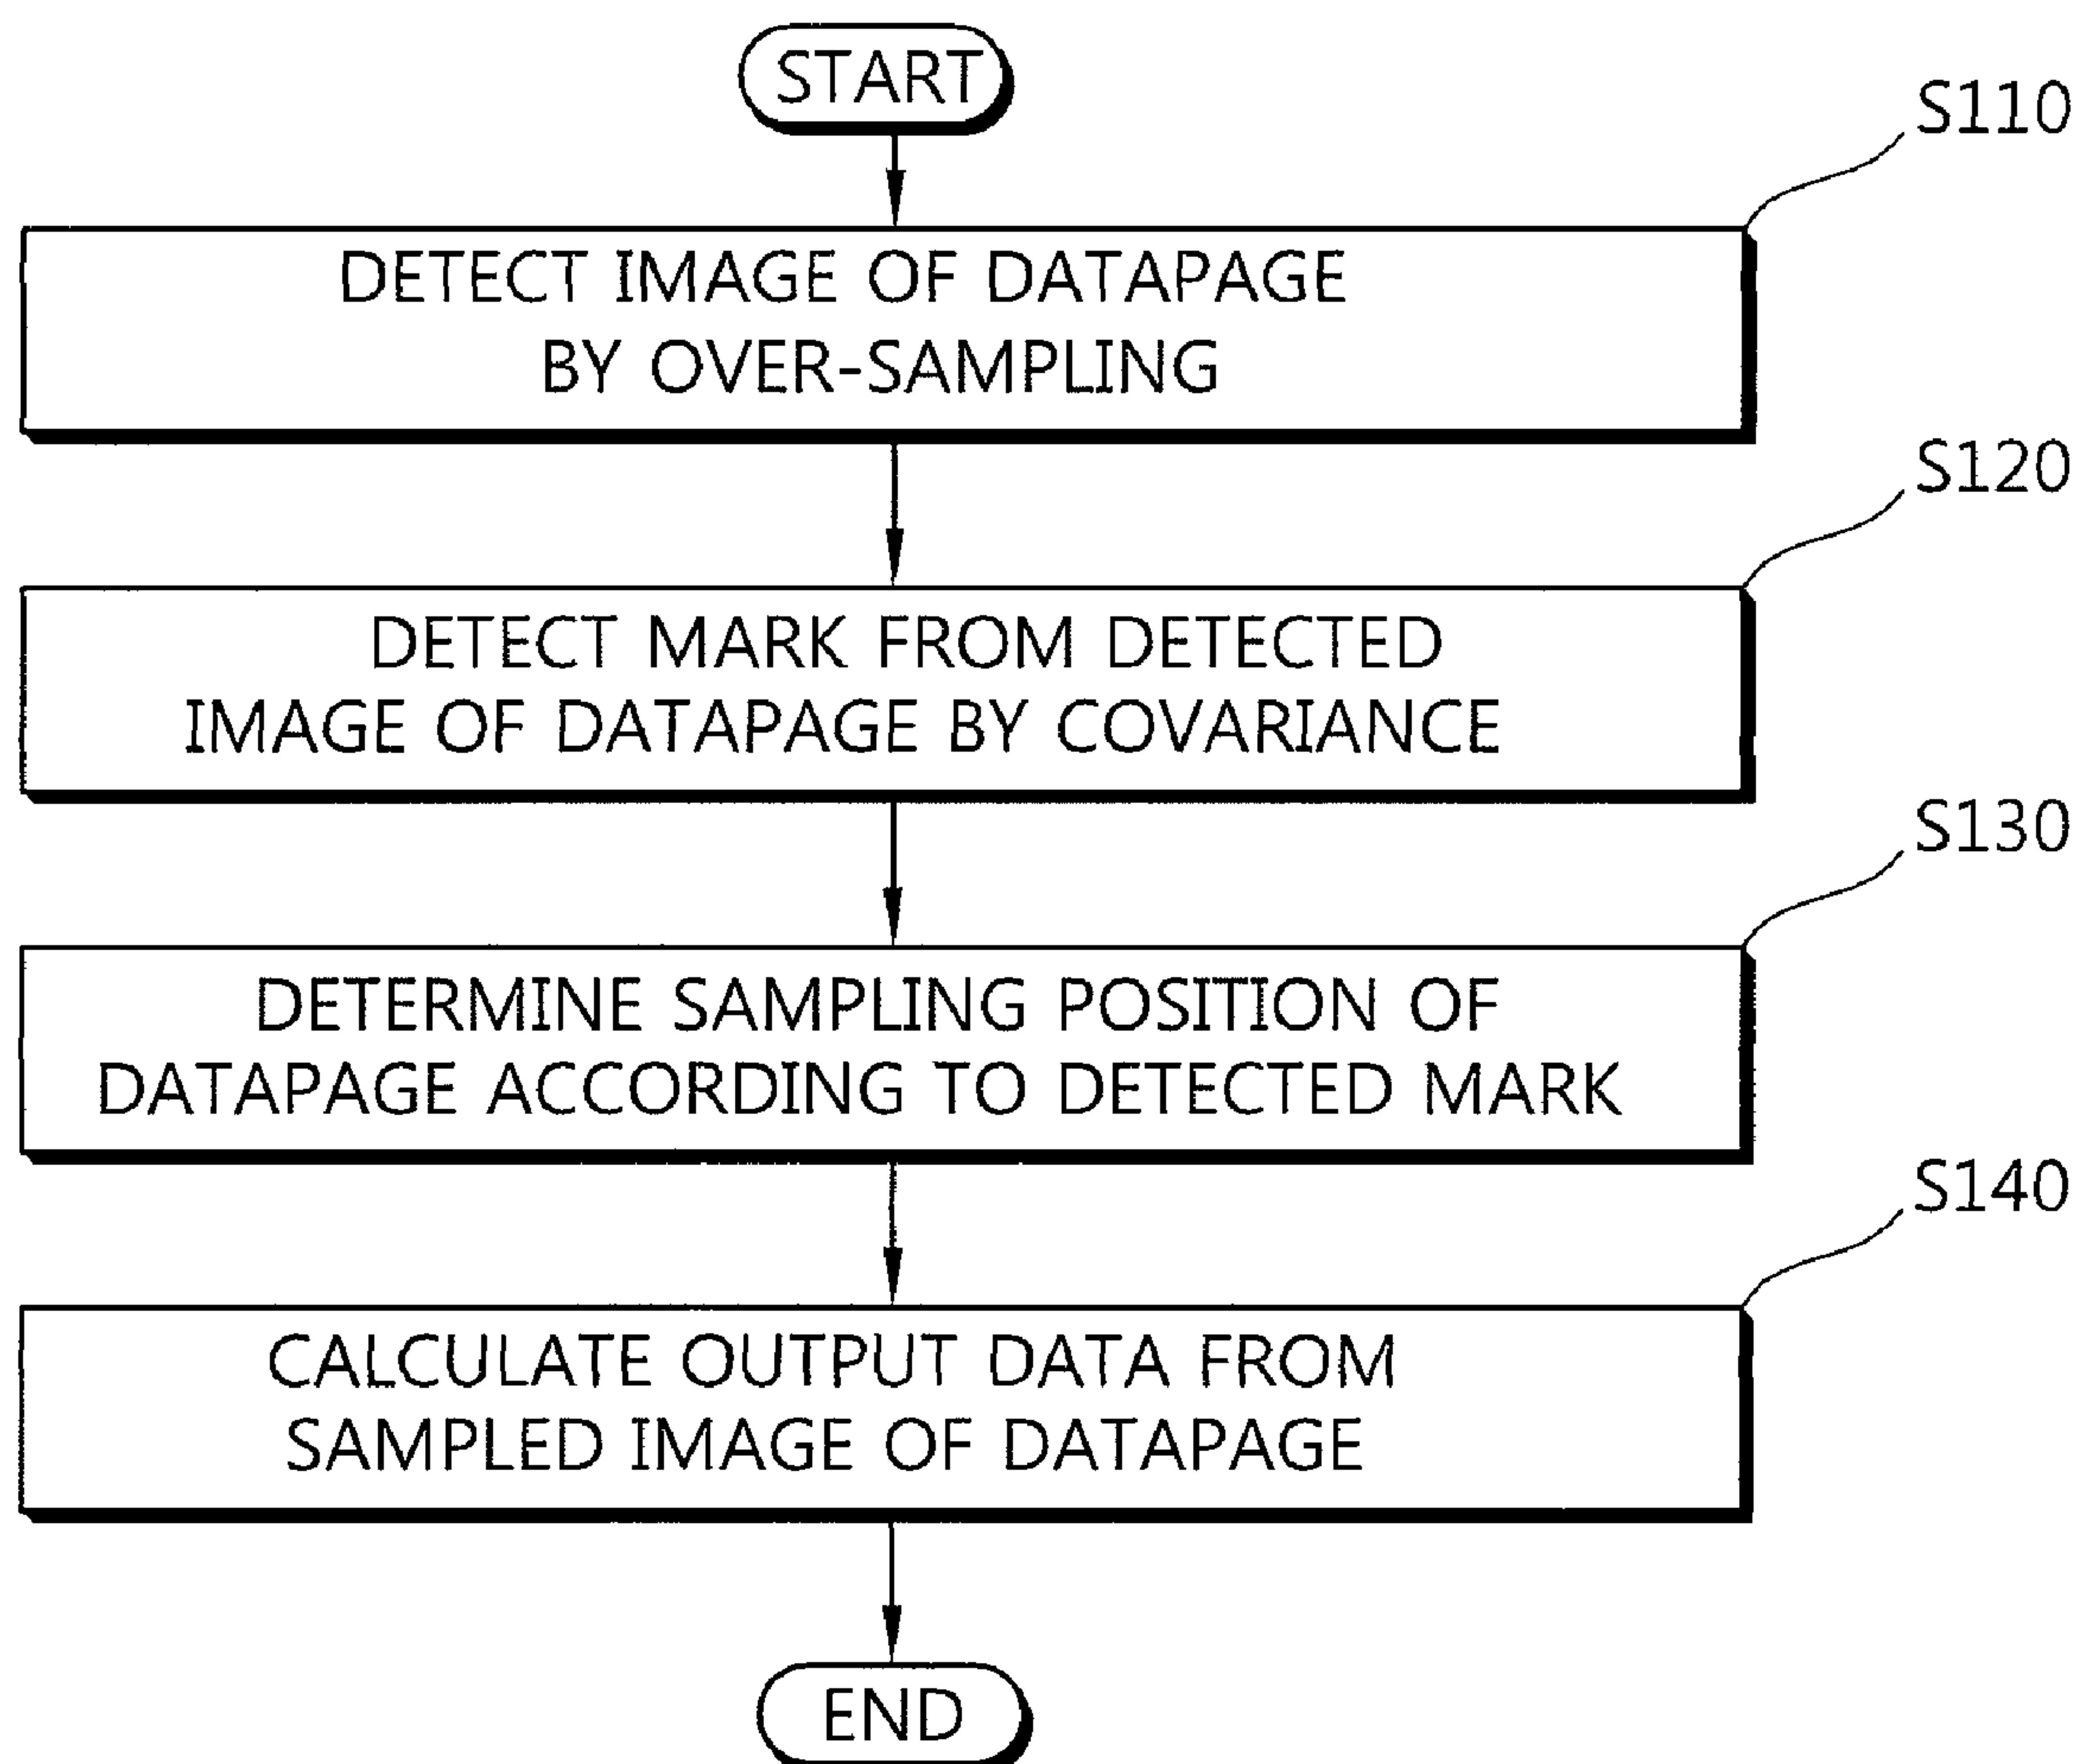 START
S110
DETECT IMAGE OF DATAPAGE
BY OVER-SAMPLING
S120
DETECT MARK FROM DETECTED
IMAGE OF DATAPAGE BY COVARIANCE
S130
DETERMINE SAMPLING POSITION OF
DATAPAGE ACCORDING TO DETECTED MARK
S140
CALCULATE OUTPUT DATA FROM
SAMPLED IMAGE OF DATAPAGE
END